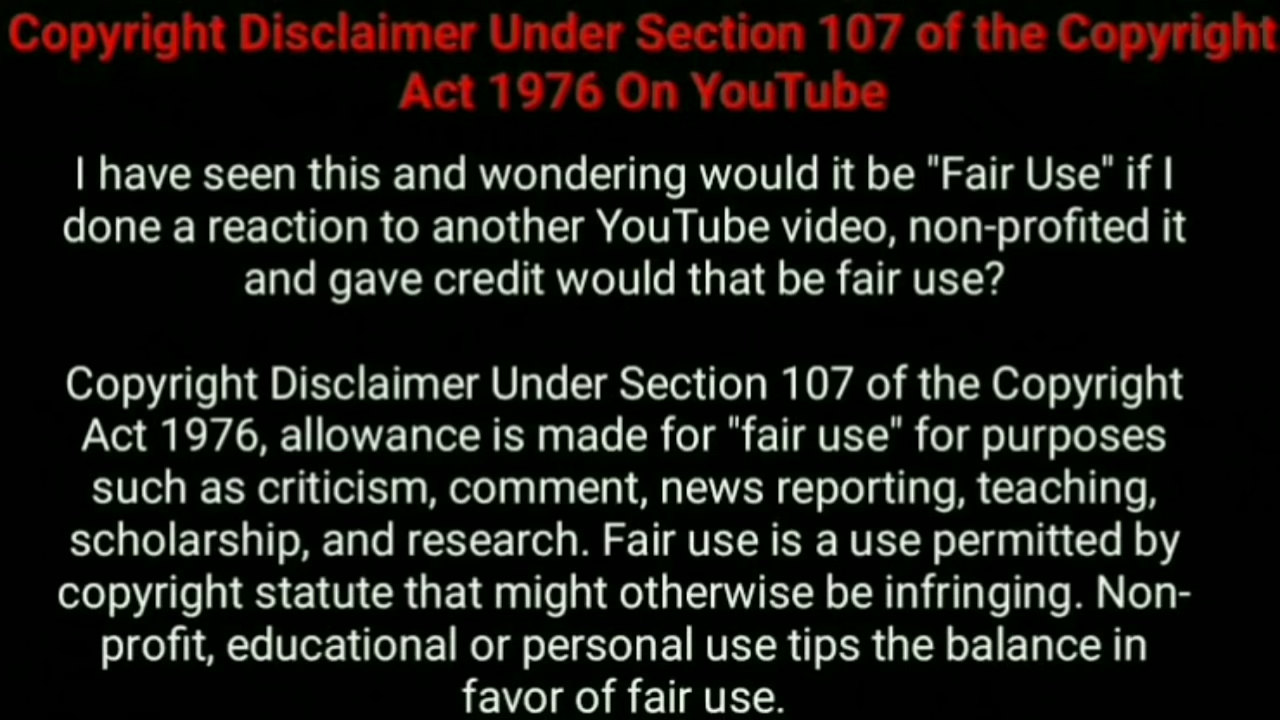 Copyright Disclaimer Under Section 107 of the Copyright
Act 1976 On YouTube
I have seen this and wondering would it be "Fair Use" if I
done a reaction to another YouTube video, non-profited it
and gave credit would that be fair use?
Copyright Disclaimer Under Section 107 of the Copyright
Act 1976, allowance is made for "fair use" for purposes
such as criticism, comment, news reporting, teaching,
scholarship, and research. Fair use is a use permitted by
copyright statute that might otherwise be infringing. Non-
profit, educational or personal use tips the balance in
favor of fair use.